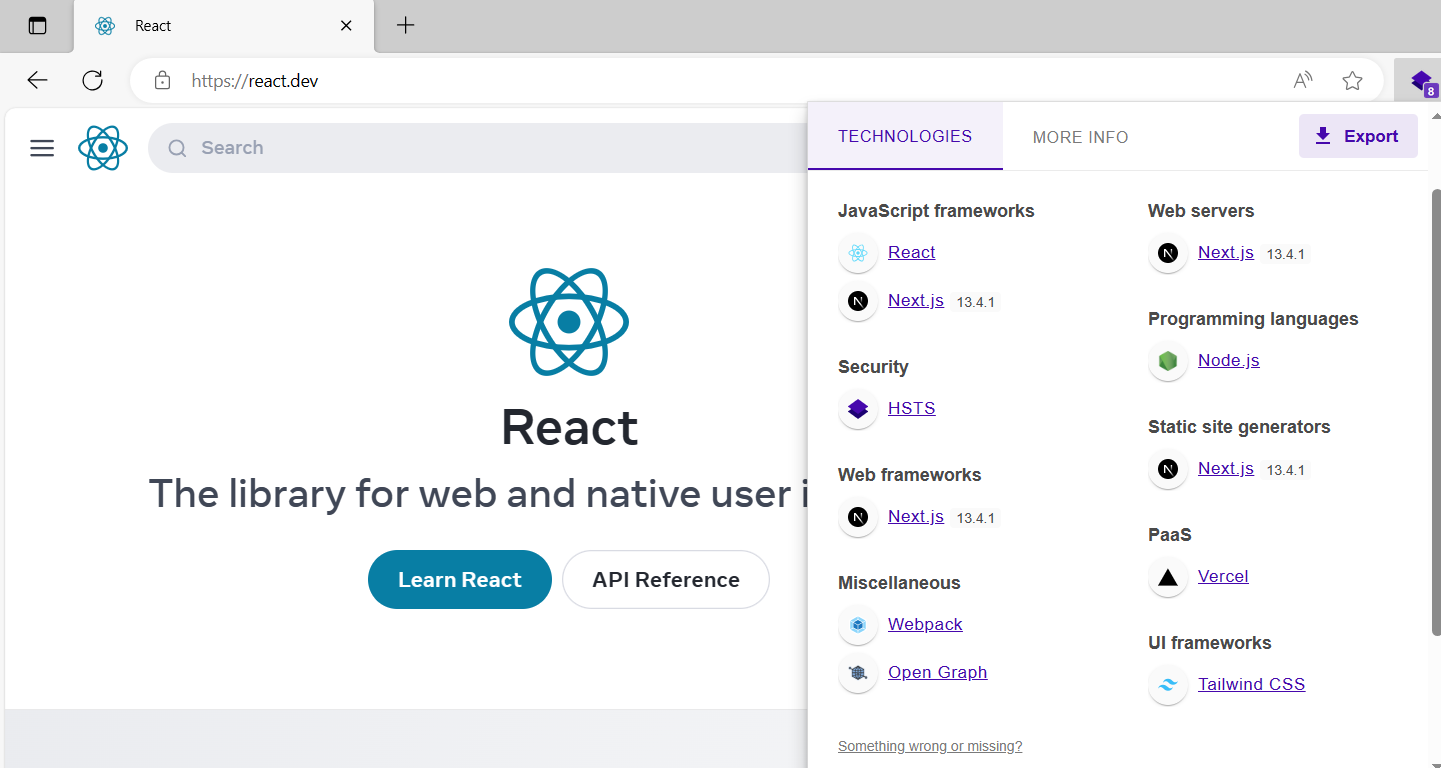 React
https://react.dev
8
Search
React
The library for web and native user i
Learn React
API Reference
TECHNOLOGIES
MORE INFO
Export
JavaScript frameworks
React
Next.js 13.4.1
Security
HSTS
Web frameworks
Next.js 13.4.1
Miscellaneous
Webpack
Open Graph
Web servers
Next.js 13.4.1
Programming languages
Node.js
Static site generators
Next.js 13.4.1
PaaS
Vercel
UI frameworks
Tailwind CSS
Something wrong or missing?